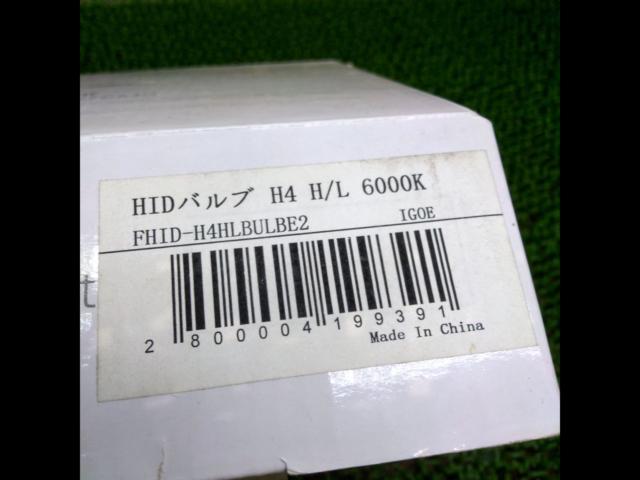 HIDバルブ H4 H/L 6000K
FHID-H4HLBULBE2 IGOE
2 800004 199391
Made In China
t